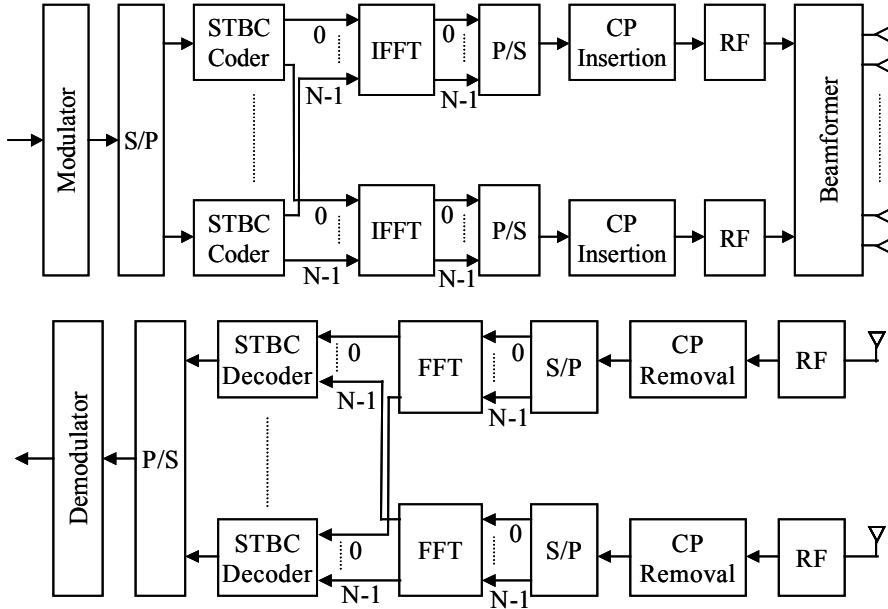 Modulator
S/P
STBC
Coder
0
N-1
IFFT
0
N-1
P/S
CP
Insertion
RF
Beamformer
STBC
Coder
0
N-1
IFFT
0
N-1
P/S
CP
Insertion
RF
Demodulator
P/S
STBC
Decoder
0
N-1
FFT
0
N-1
S/P
CP
Removal
RF
STBC
Decoder
0
N-1
FFT
0
N-1
S/P
CP
Removal
RF